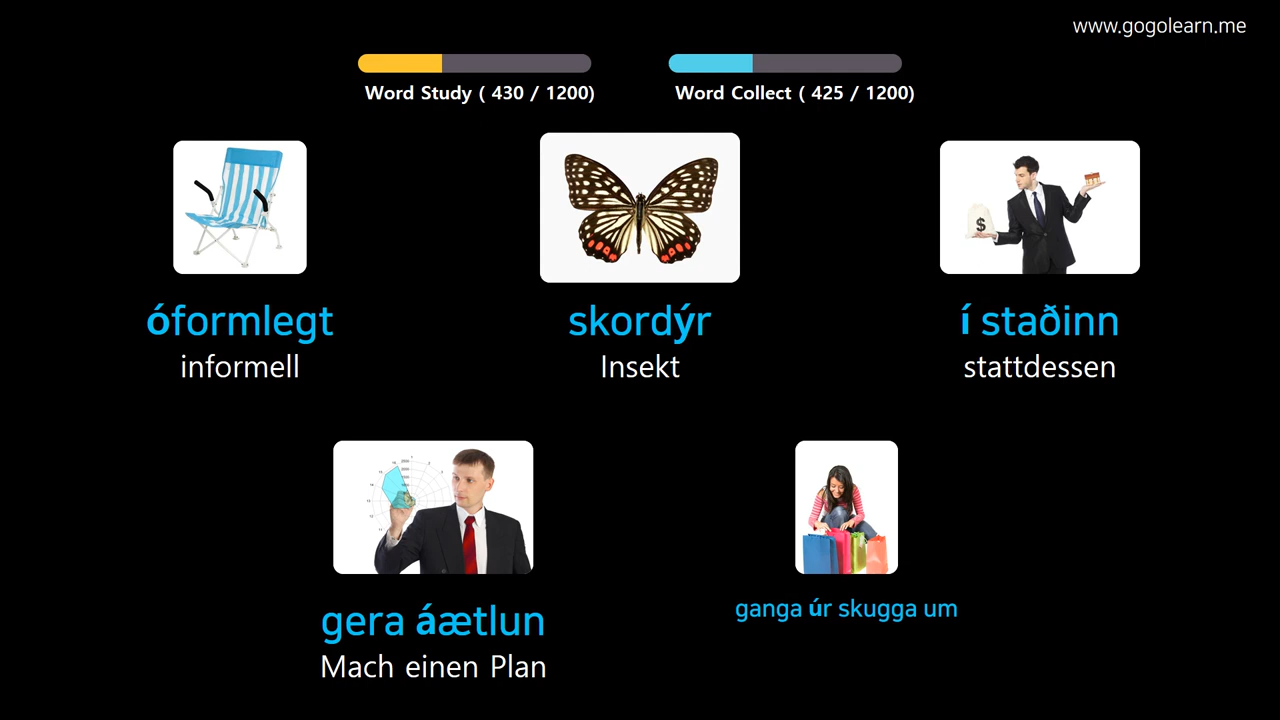 www.gogolearn.me
Word Study ( 430 / 1200)
Word Collect ( 425 / 1200)
óformlegt
informell
skordýr
Insekt
í staðinn
stattdessen
gera áætlun
Mach einen Plan
ganga úr skugga um